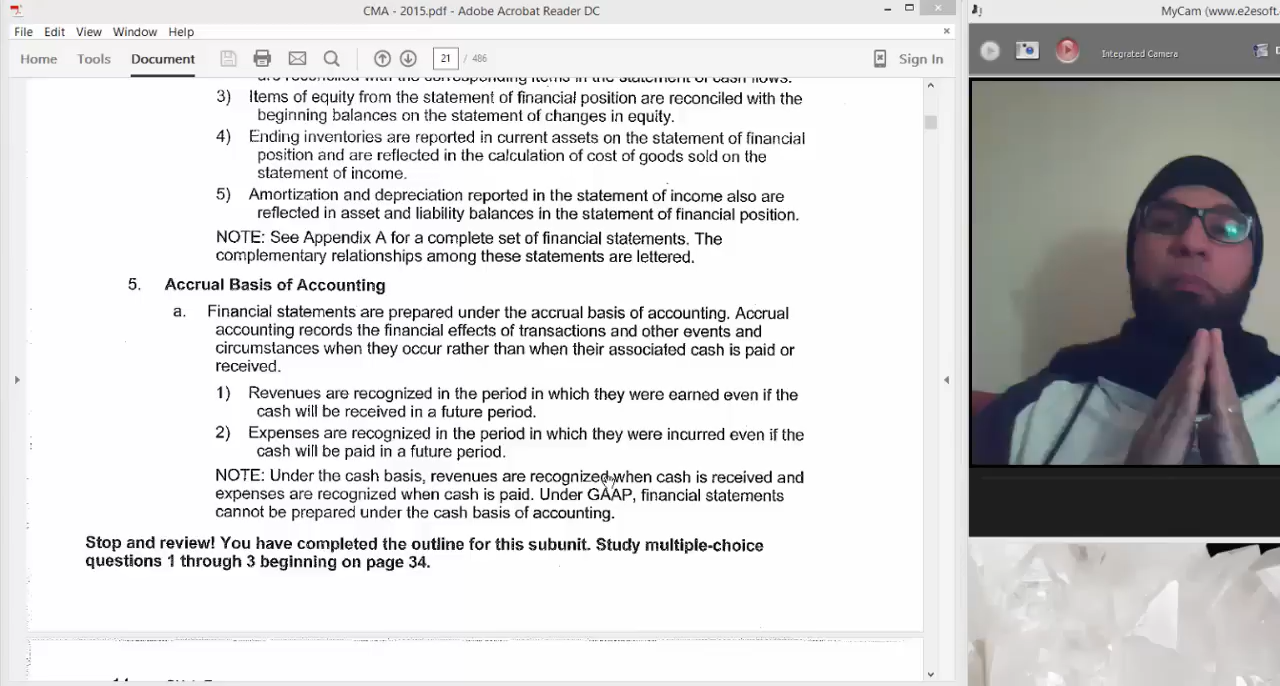 CMA - 2015.pdf - Adobe Acrobat Reader DC
MyCam (www.e2esoft.
File Edit View Window Help
Home Tools Document 21 / 486 Sign In
Integrated Camera
are reconciled with the corresponding items in the statement of cash flows.
3) Items of equity from the statement of financial position are reconciled with the
beginning balances on the statement of changes in equity.
4) Ending inventories are reported in current assets on the statement of financial
position and are reflected in the calculation of cost of goods sold on the
statement of income.
5) Amortization and depreciation reported in the statement of income also are
reflected in asset and liability balances in the statement of financial position.
NOTE: See Appendix A for a complete set of financial statements. The
complementary relationships among these statements are lettered.
5. Accrual Basis of Accounting
a. Financial statements are prepared under the accrual basis of accounting. Accrual
accounting records the financial effects of transactions and other events and
circumstances when they occur rather than when their associated cash is paid or
received.
1) Revenues are recognized in the period in which they were earned even if the
cash will be received in a future period.
2) Expenses are recognized in the period in which they were incurred even if the
cash will be paid in a future period.
NOTE: Under the cash basis, revenues are recognized when cash is received and
expenses are recognized when cash is paid. Under GAAP, financial statements
cannot be prepared under the cash basis of accounting.
Stop and review! You have completed the outline for this subunit. Study multiple-choice
questions 1 through 3 beginning on page 34.